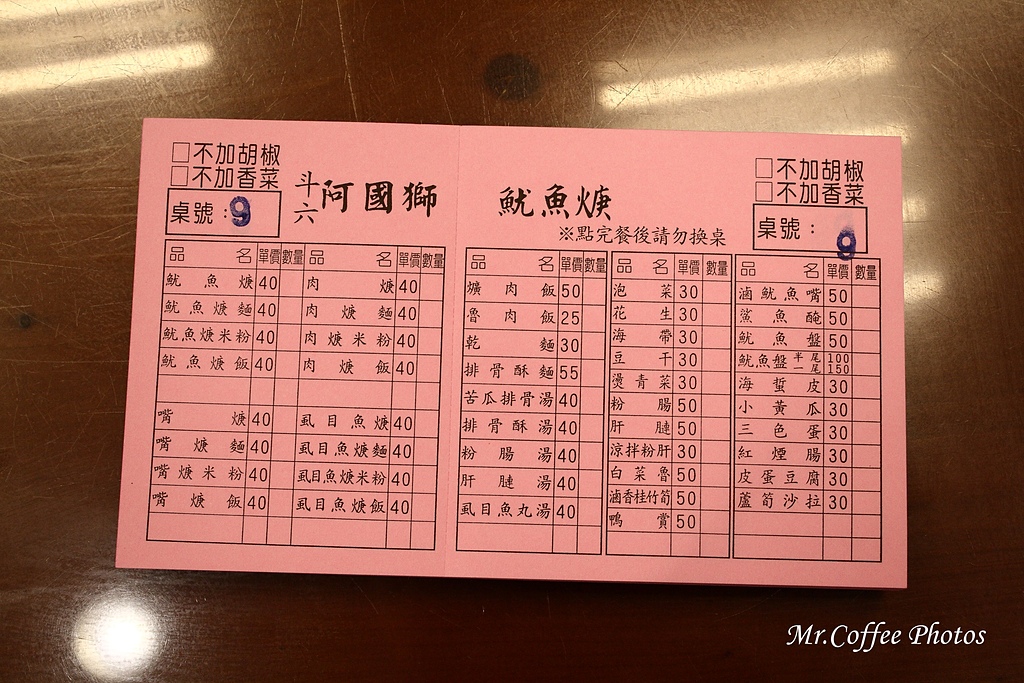 □不加胡椒
□不加香菜
桌號：9
斗六 阿國獅 魷魚焿
※點完餐後請勿換桌
□不加胡椒
□不加香菜
桌號：9
品名 單價 數量 品名 單價 數量
魷魚焿 40 肉焿 40
魷魚焿麵 40 肉焿麵 40
魷魚焿米粉 40 肉焿米粉 40
魷魚焿飯 40 肉焿飯 40
嘴焿 40 虱目魚焿 40
嘴焿麵 40 虱目魚焿麵 40
嘴焿米粉 40 虱目魚焿米粉 40
嘴焿飯 40 虱目魚焿飯 40
品名 單價 數量
爌肉飯 50
魯肉飯 25
乾麵 30
排骨酥麵 55
苦瓜排骨湯 40
排骨酥湯 40
粉腸湯 40
肝腱湯 40
虱目魚丸湯 40
品名 單價 數量
泡菜 30
花生 30
海帶 30
豆干 30
燙青菜 30
粉腸 50
肝腱 50
涼拌粉肝 30
白菜魯 50
滷香桂竹筍 50
鴨賞 50
品名 單價 數量
滷魷魚嘴 50
鯊魚醃 50
魷魚盤 50
魷魚盤 半尾 100
一尾 150
海蜇皮 30
小黃瓜 30
三色蛋 30
紅煙腸 30
皮蛋豆腐 30
蘆筍沙拉 30
Mr.Coffee Photos